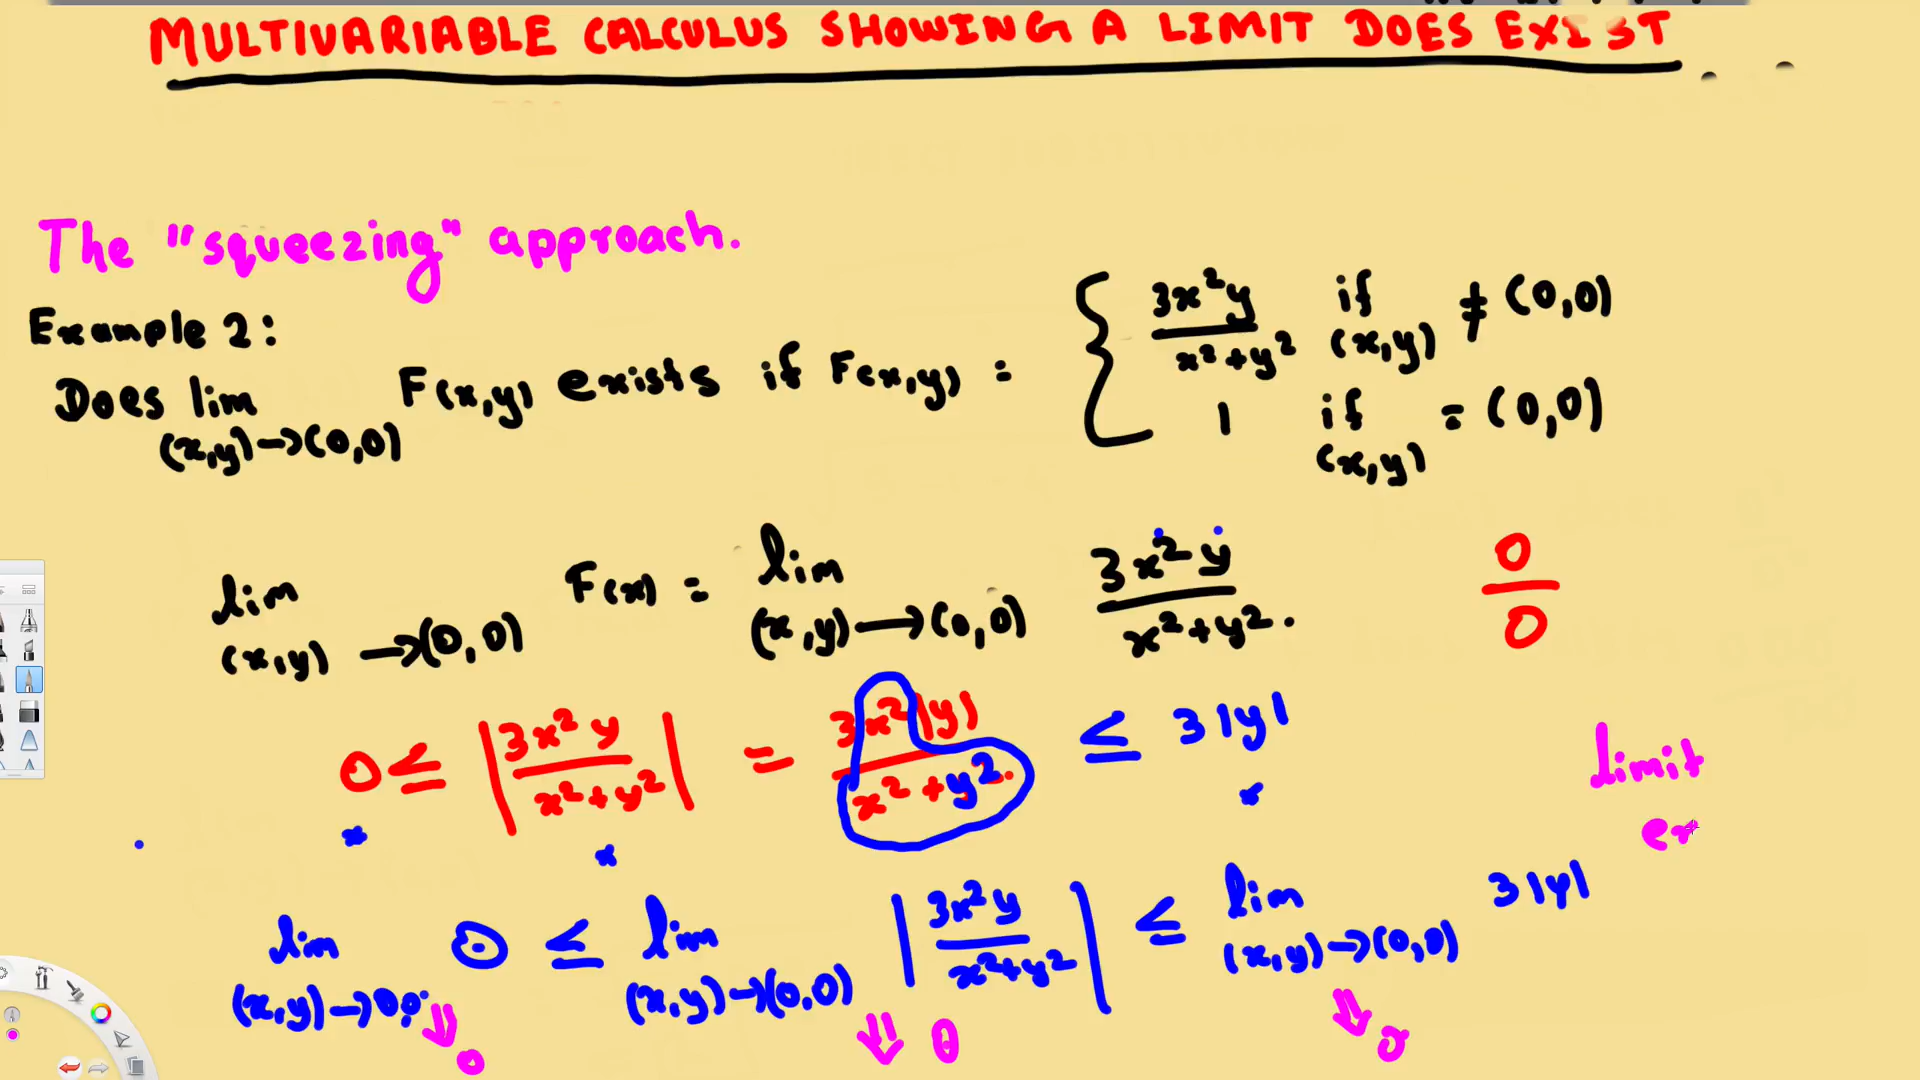 MULTIVARIABLE CALCULUS SHOWING A LIMIT DOES EXIST
The "squeezing" approach.
Example 2:
Does lim (x,y)→(0,0) F(x,y) exists if F(x,y) = { 3x²y / x²+y² if (x,y) ≠ (0,0)
1 if (x,y) = (0,0)
lim (x,y)→(0,0) F(x) = lim (x,y)→(0,0) 3x²y / x²+y². 0/0
0 ≤ |3x²y / x²+y²| = 3x²|y| / x²+y² ≤ 3|y|
limit
ex
lim (x,y)→0,0 0 ≤ lim (x,y)→(0,0) |3x²y / x²+y²| ≤ lim (x,y)→(0,0) 3|y|
⇓ 0 ⇓ 0 ⇓ 0